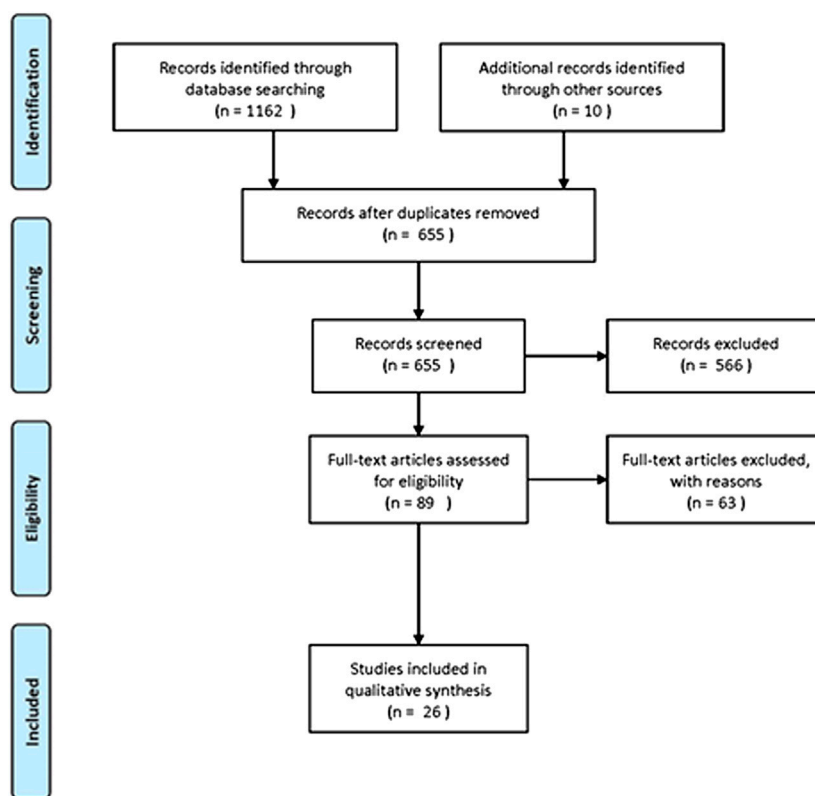 Identification
Records identified through
database searching
(n = 1162  )
Additional records identified
through other sources
(n = 10 )
Records after duplicates removed
(n =  655 )
Screening
Records screened
(n = 655  )
Records excluded
(n =  566 )
Eligibility
Full-text articles assessed
for eligibility
(n = 89  )
Full-text articles excluded,
with reasons
(n = 63 )
Included
Studies included in
qualitative synthesis
(n =  26 )